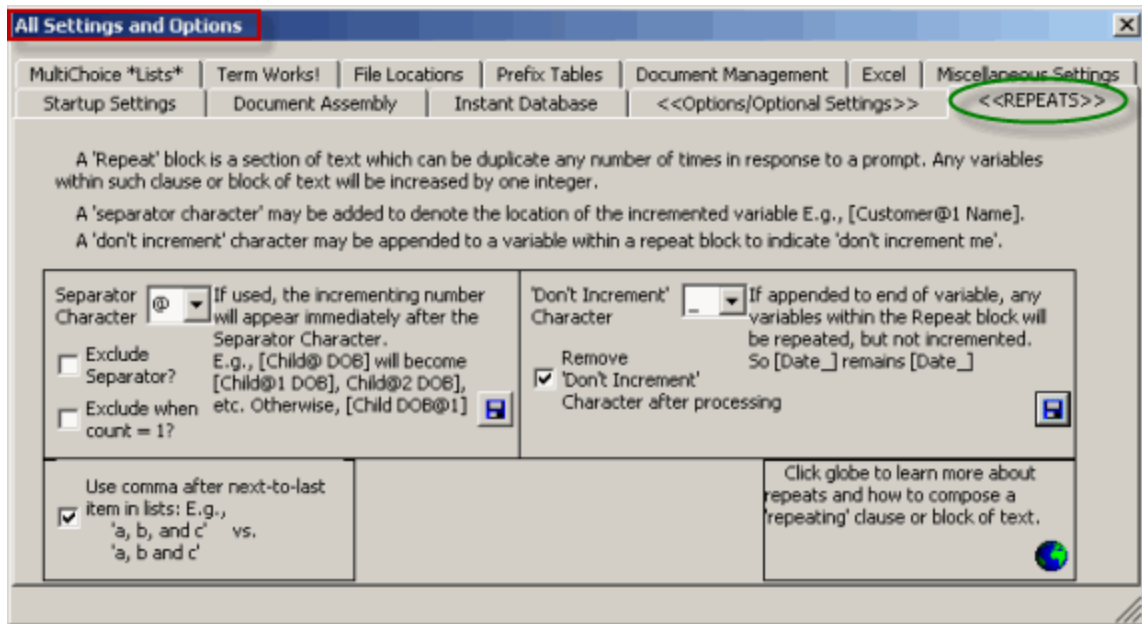 All Settings and Options
MultiChoice *Lists* Term Works! File Locations Prefix Tables Document Management Excel Miscellaneous Settings
Startup Settings Document Assembly Instant Database <<Options/Optional Settings>> <<REPEATS>>
A 'Repeat' block is a section of text which can be duplicate any number of times in response to a prompt. Any variables
within such clause or block of text will be increased by one integer.
A 'separator character' may be added to denote the location of the incremented variable E.g., [Customer@1 Name].
A 'don't increment' character may be appended to a variable within a repeat block to indicate 'don't increment me'.
Separator
Character
@
If used, the incrementing number
will appear immediately after the
Separator Character.
E.g., [Child@ DOB] will become
[Child@1 DOB], Child@2 DOB],
etc. Otherwise, [Child DOB@1]
Exclude
Separator?
Exclude when
count = 1?
'Don't Increment'
Character
_
If appended to end of variable, any
variables within the Repeat block will
be repeated, but not incremented.
So [Date_] remains [Date_]
Remove
'Don't Increment'
Character after processing
Use comma after next-to-last
item in lists: E.g.,
'a, b, and c' vs.
'a, b and c'
Click globe to learn more about
repeats and how to compose a
'repeating' clause or block of text.